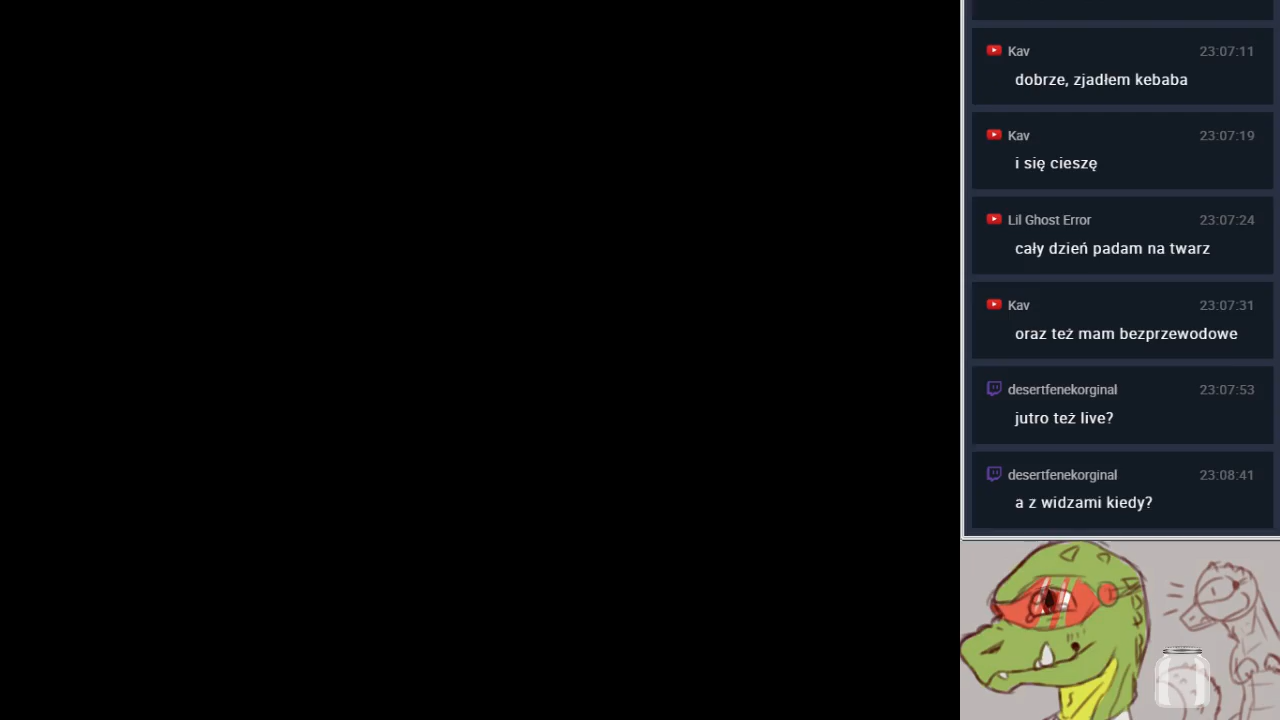 Kav 23:07:11
dobrze, zjadłem kebaba
Kav 23:07:19
i się cieszę
Lil Ghost Error 23:07:24
cały dzień padam na twarz
Kav 23:07:31
oraz też mam bezprzewodowe
desertfenekorginal 23:07:53
jutro też live?
desertfenekorginal 23:08:41
a z widzami kiedy?